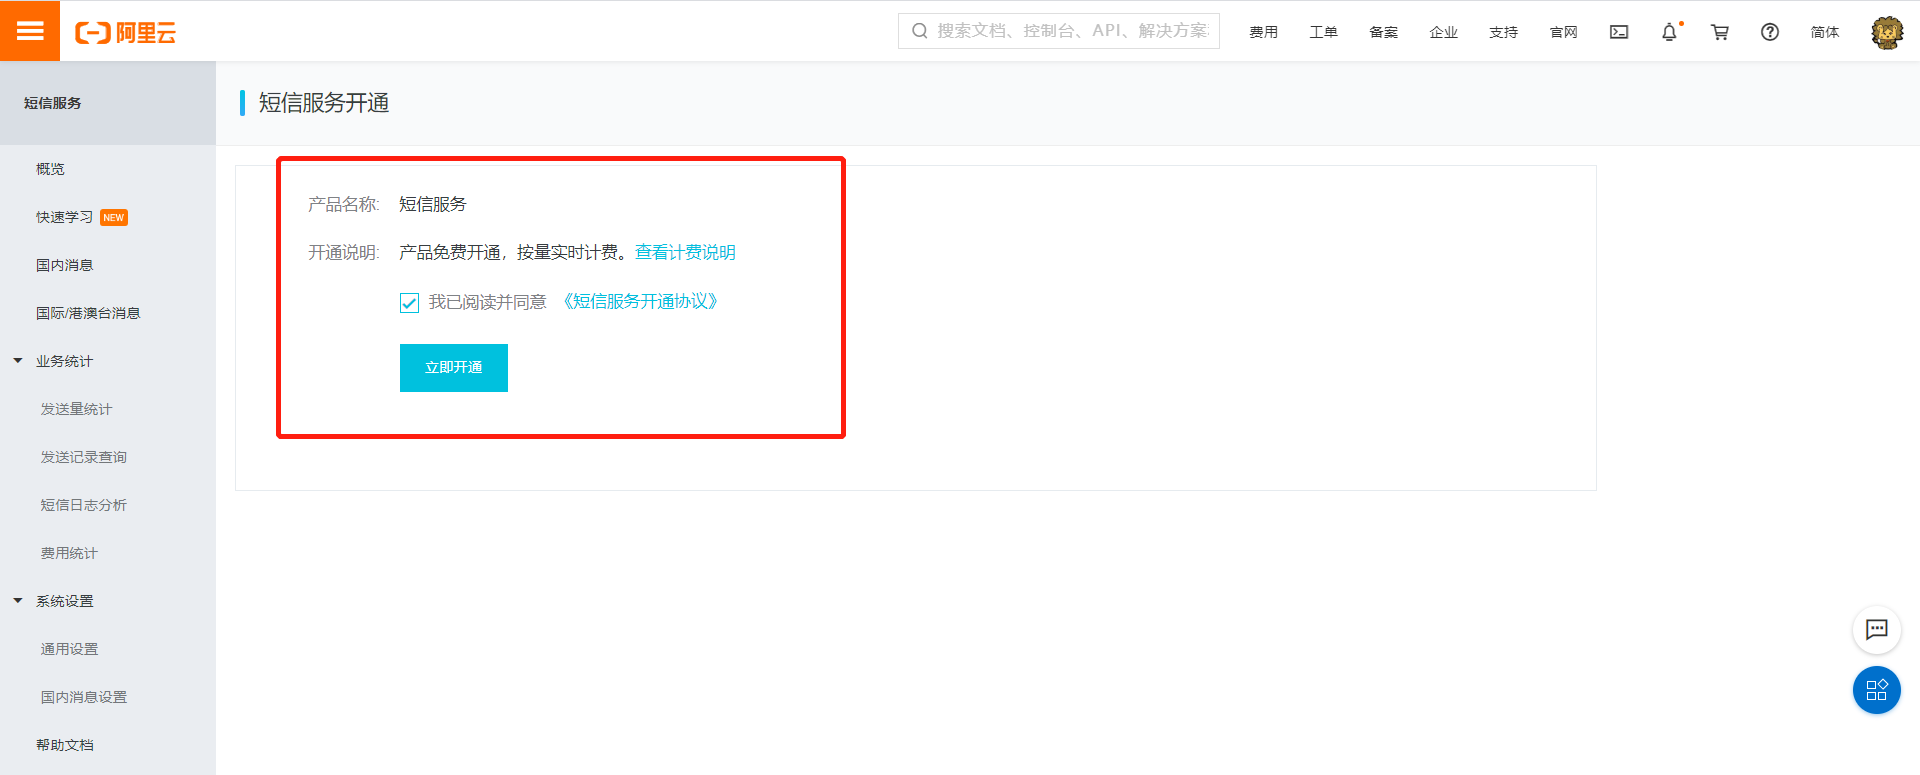 阿里云
搜索文档、控制台、API、解决方案
费用 工单 备案 企业 支持 官网 简体
短信服务
概览
快速学习 NEW
国内消息
国际/港澳台消息
业务统计
发送量统计
发送记录查询
短信日志分析
费用统计
系统设置
通用设置
国内消息设置
帮助文档
短信服务开通
产品名称: 短信服务
开通说明: 产品免费开通，按量实时计费。查看计费说明
我已阅读并同意 《短信服务开通协议》
立即开通